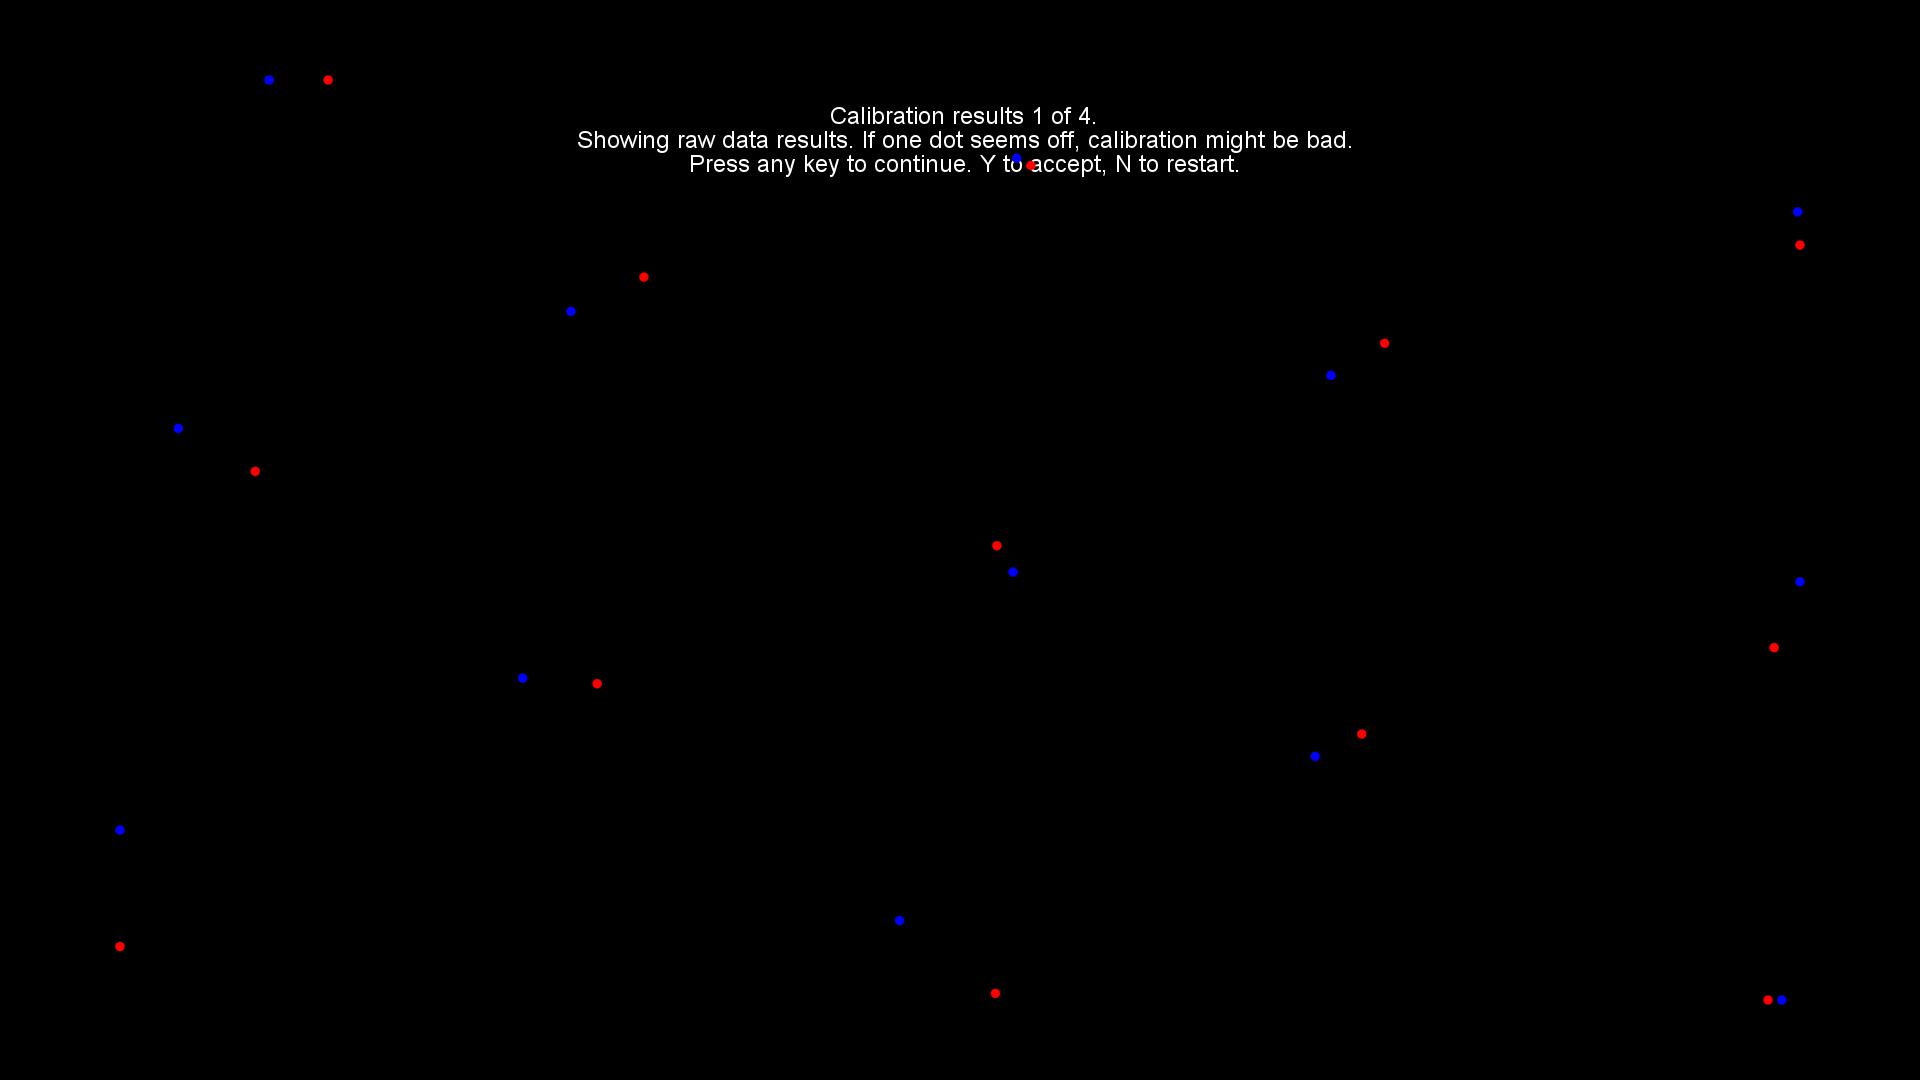 Calibration results 1 of 4.
Showing raw data results. If one dot seems off, calibration might be bad.
Press any key to continue. Y to accept, N to restart.